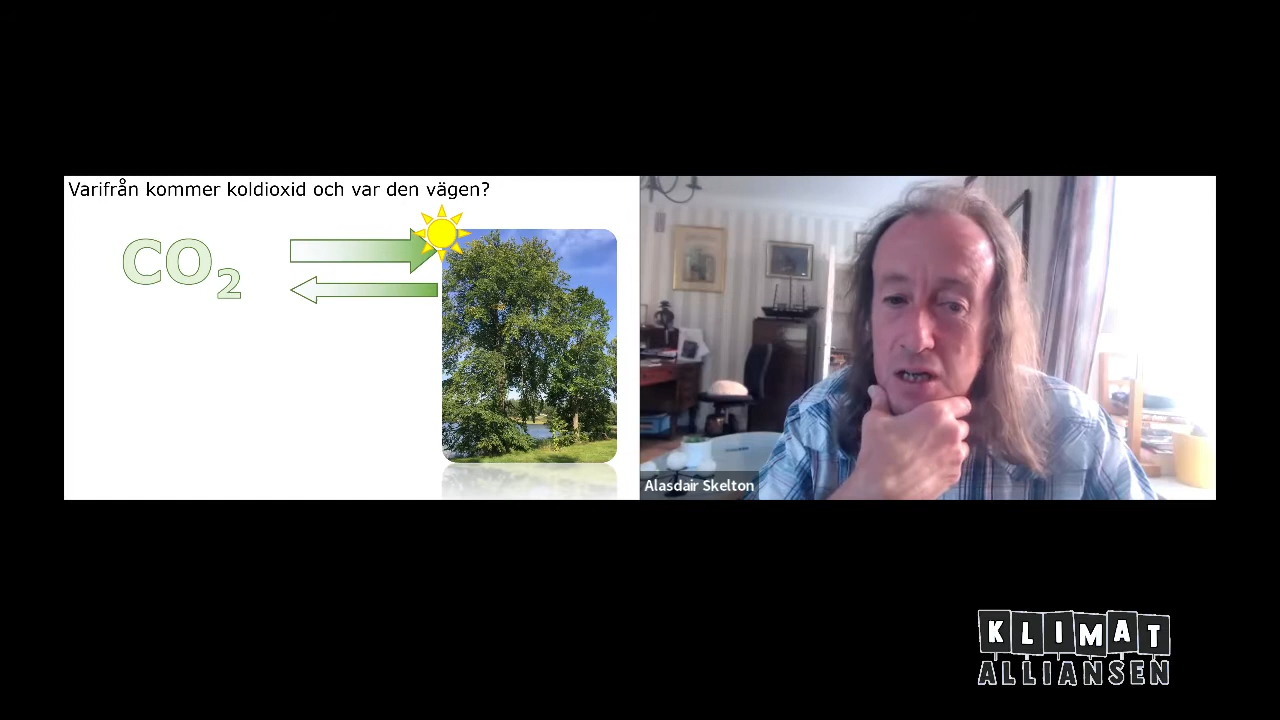 Varifrån kommer koldioxid och var den vägen?
CO2
Alasdair Skelton
KLIMAT
ALLIANSEN